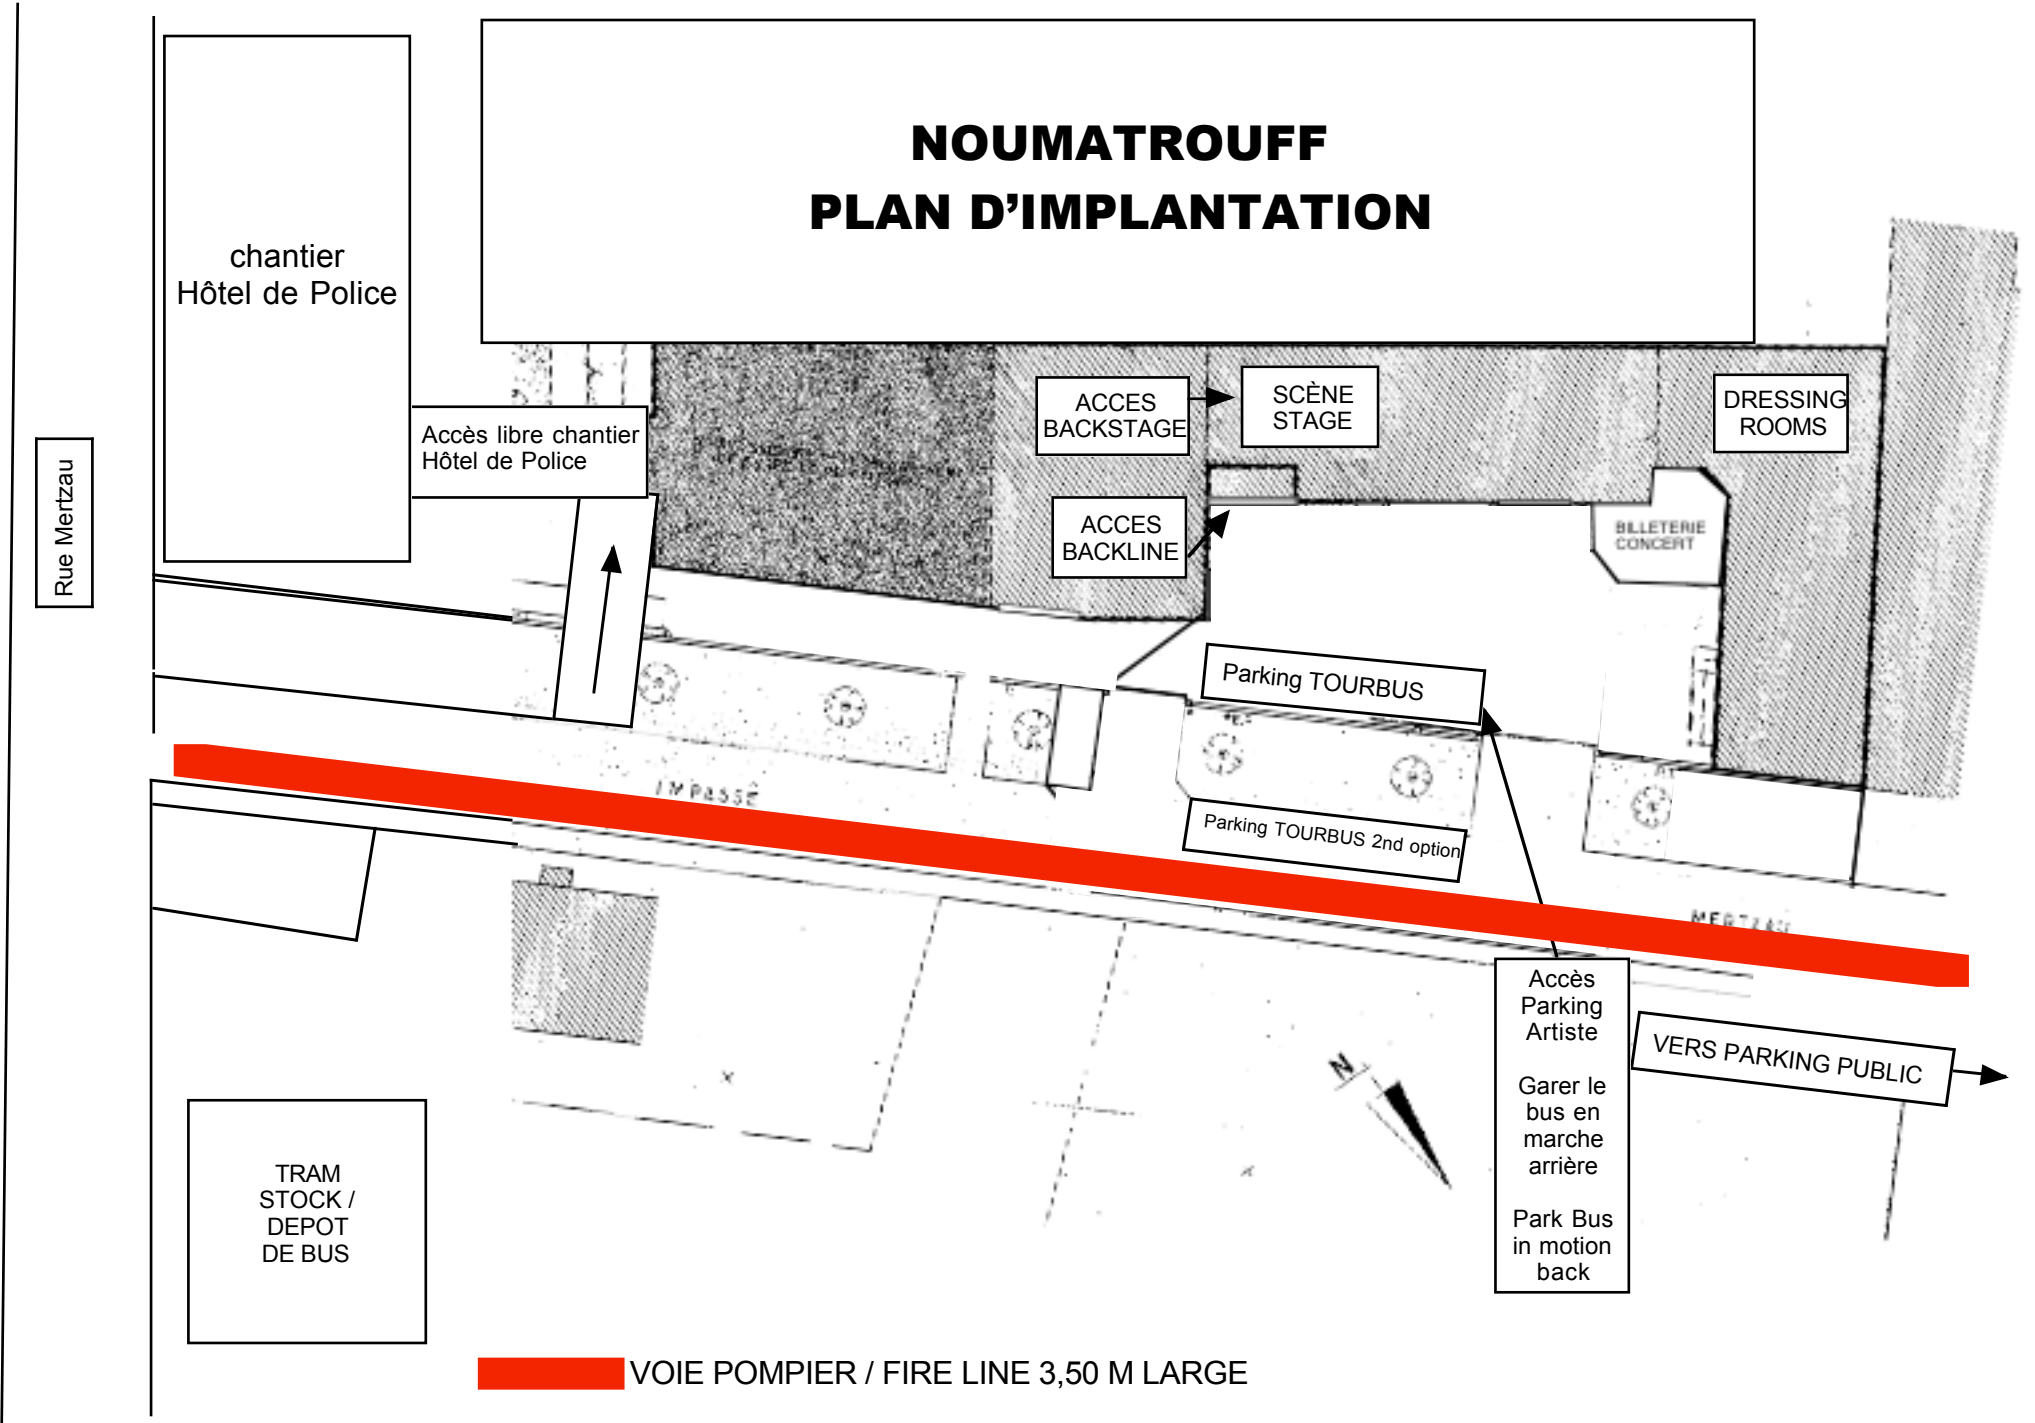 NOUMATROUFF
PLAN D’IMPLANTATION
chantier
Hôtel de Police
Accès libre chantier
Hôtel de Police
Rue Mertzau
ACCES
BACKSTAGE
SCÈNE
STAGE
DRESSING
ROOMS
ACCES
BACKLINE
BILLETERIE
CONCERT
Parking TOURBUS
IMPASSE
Parking TOURBUS 2nd option
MERTZAU
Accès
Parking
Artiste
Garer le
bus en
marche
arrière
Park Bus
in motion
back
VERS PARKING PUBLIC
N
TRAM
STOCK /
DEPOT
DE BUS
VOIE POMPIER / FIRE LINE 3,50 M LARGE